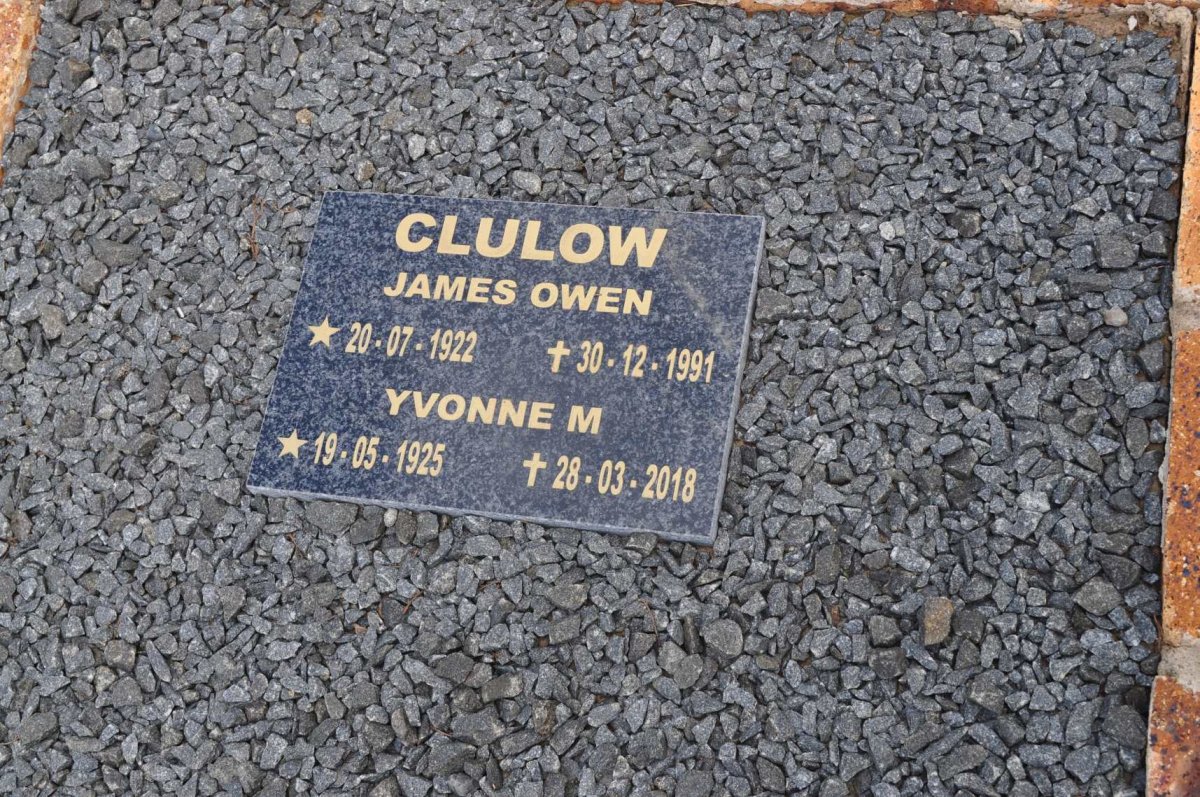 CLULOW
JAMES OWEN
★ 20 - 07 - 1922 ✝ 30 - 12 - 1991
YVONNE M
★ 19 - 05 - 1925 ✝ 28 - 03 - 2018